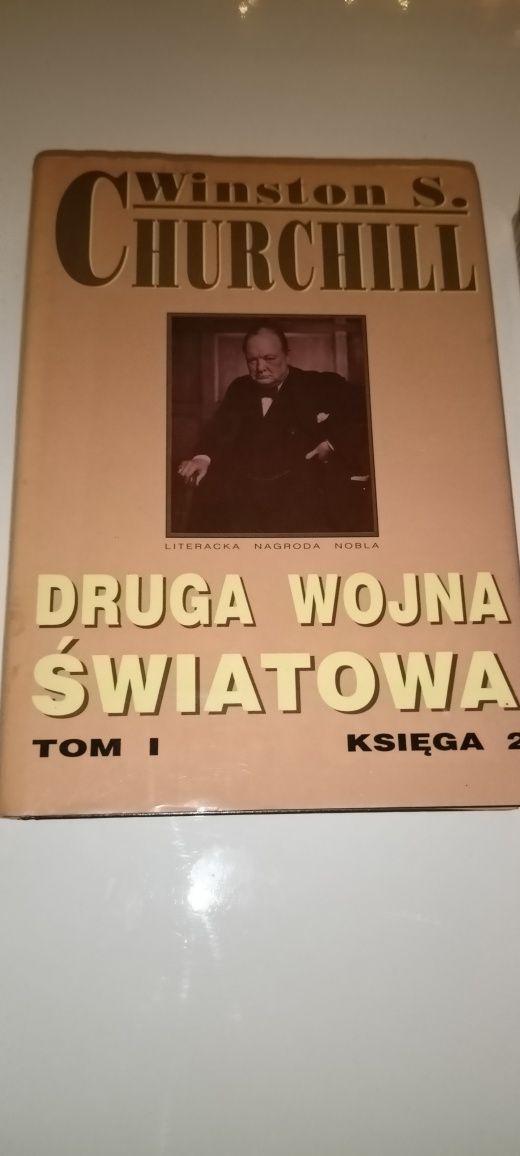 Winston S.
CHURCHILL
LITERACKA NAGRODA NOBLA
DRUGA WOJNA
ŚWIATOWA
TOM I KSIĘGA 2